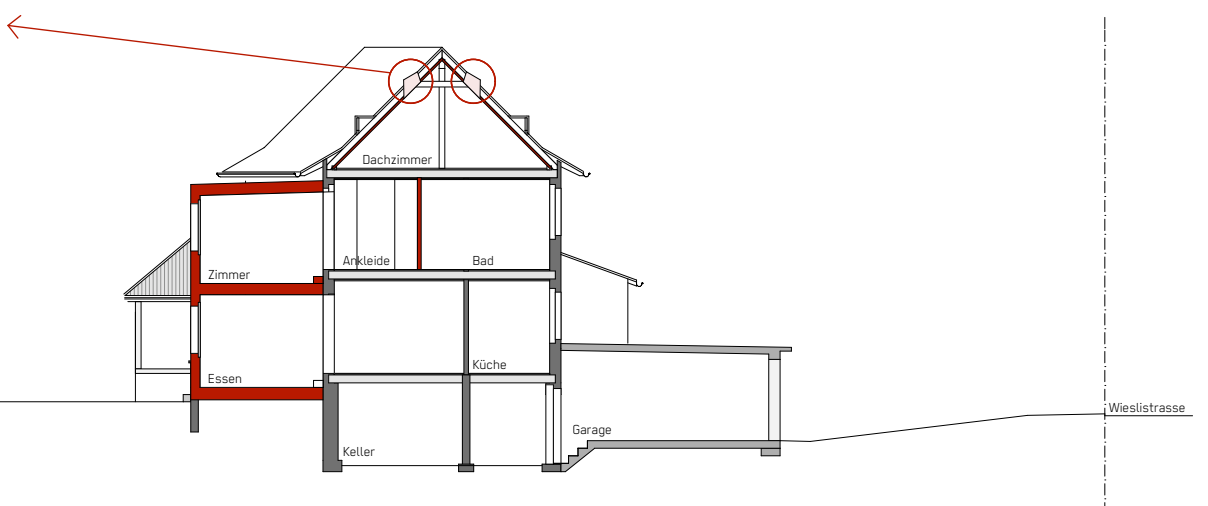 Dachzimmer
Ankleide
Bad
Zimmer
Küche
Essen
Wieslistrasse
Garage
Keller